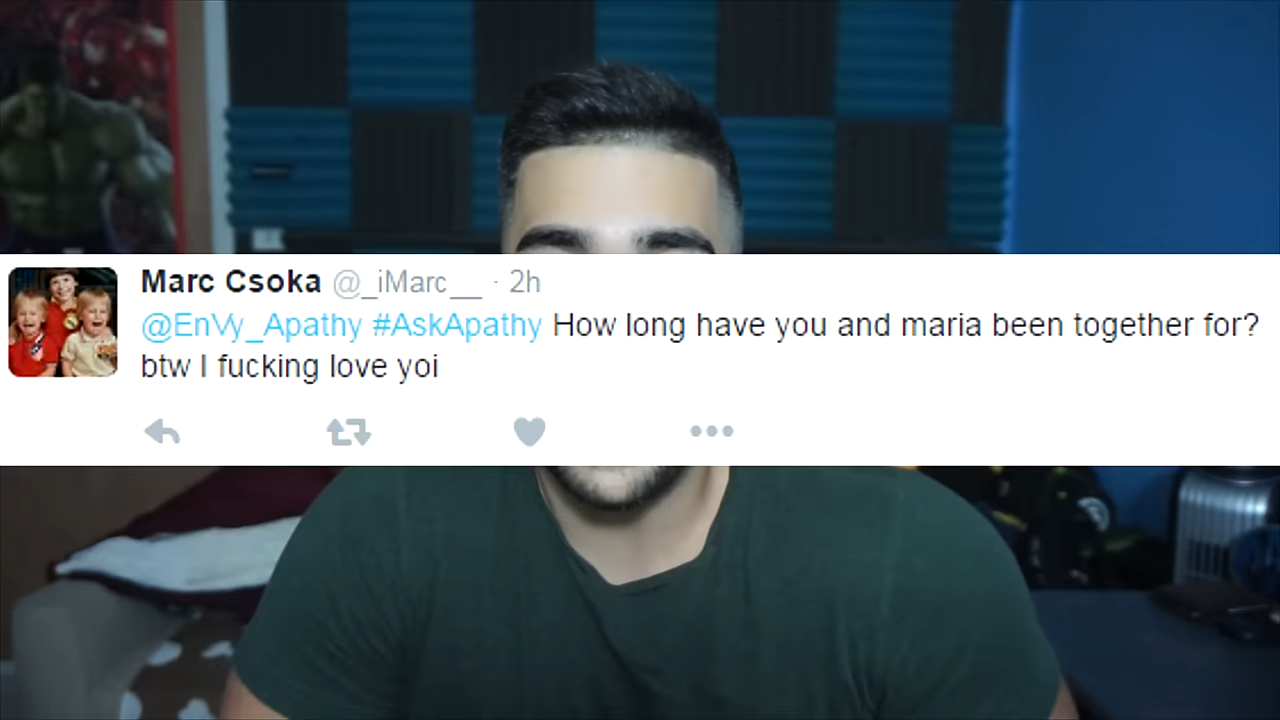 Marc Csoka @_iMarc__ · 2h
@EnVy_Apathy #AskApathy How long have you and maria been together for?
btw I fucking love yoi